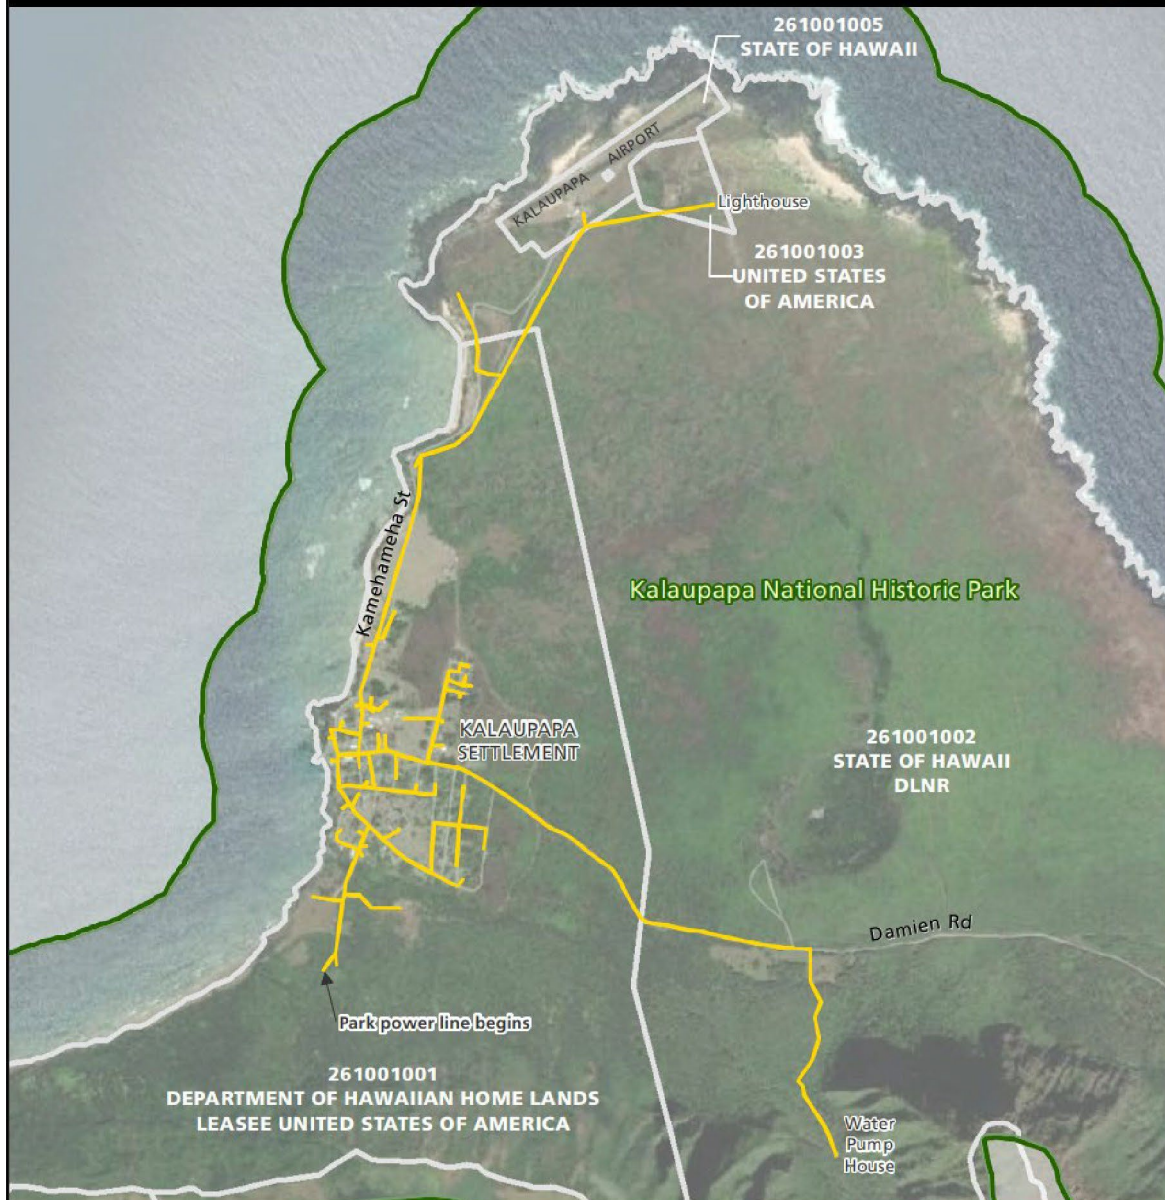 261001005
STATE OF HAWAII
KALAUPAPA AIRPORT
Lighthouse
261001003
UNITED STATES
OF AMERICA
Kamehameha St
Kalaupapa National Historic Park
KALAUPAPA
SETTLEMENT
261001002
STATE OF HAWAII
DLNR
Damien Rd
Park power line begins
261001001
DEPARTMENT OF HAWAIIAN HOME LANDS
LEASEE UNITED STATES OF AMERICA
Water
Pump
House